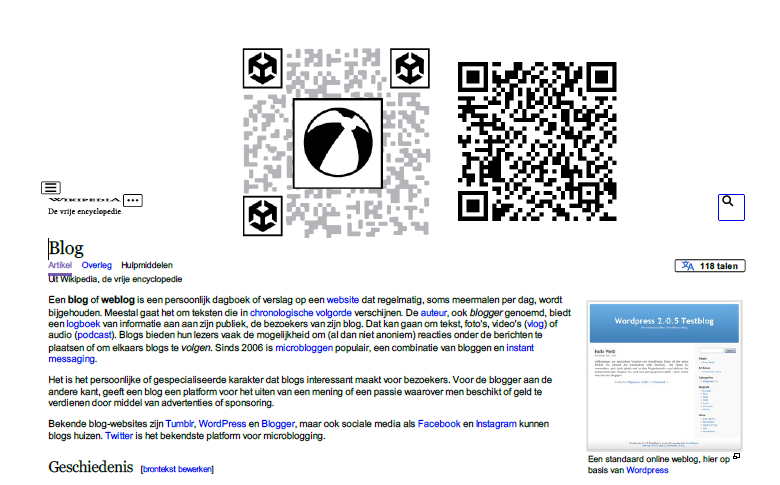 WIKIPEDIA
De vrije encyclopedie
Blog
Artikel Overleg Hulpmiddelen
118 talen
Uit Wikipedia, de vrije encyclopedie
Een blog of weblog is een persoonlijk dagboek of verslag op een website dat regelmatig, soms meermalen per dag, wordt
bijgehouden. Meestal gaat het om teksten die in chronologische volgorde verschijnen. De auteur, ook blogger genoemd, biedt
een logboek van informatie aan aan zijn publiek, de bezoekers van zijn blog. Dat kan gaan om tekst, foto's, video's (vlog) of
audio (podcast). Blogs bieden hun lezers vaak de mogelijkheid om (al dan niet anoniem) reacties onder de berichten te
plaatsen of om elkaars blogs te volgen. Sinds 2006 is microbloggen populair, een combinatie van bloggen en instant
messaging.
Het is het persoonlijke of gespecialiseerde karakter dat blogs interessant maakt voor bezoekers. Voor de blogger aan de
andere kant, geeft een blog een platform voor het uiten van een mening of een passie waarover men beschikt of geld te
verdienen door middel van advertenties of sponsoring.
Bekende blog-websites zijn Tumblr, WordPress en Blogger, maar ook sociale media als Facebook en Instagram kunnen
blogs huizen. Twitter is het bekendste platform voor microbloggen.
Geschiedenis [brontekst bewerken]
Wordpress 2.0.5 Testblog
Hallo Welt!
Een standaard online weblog, hier op
basis van Wordpress